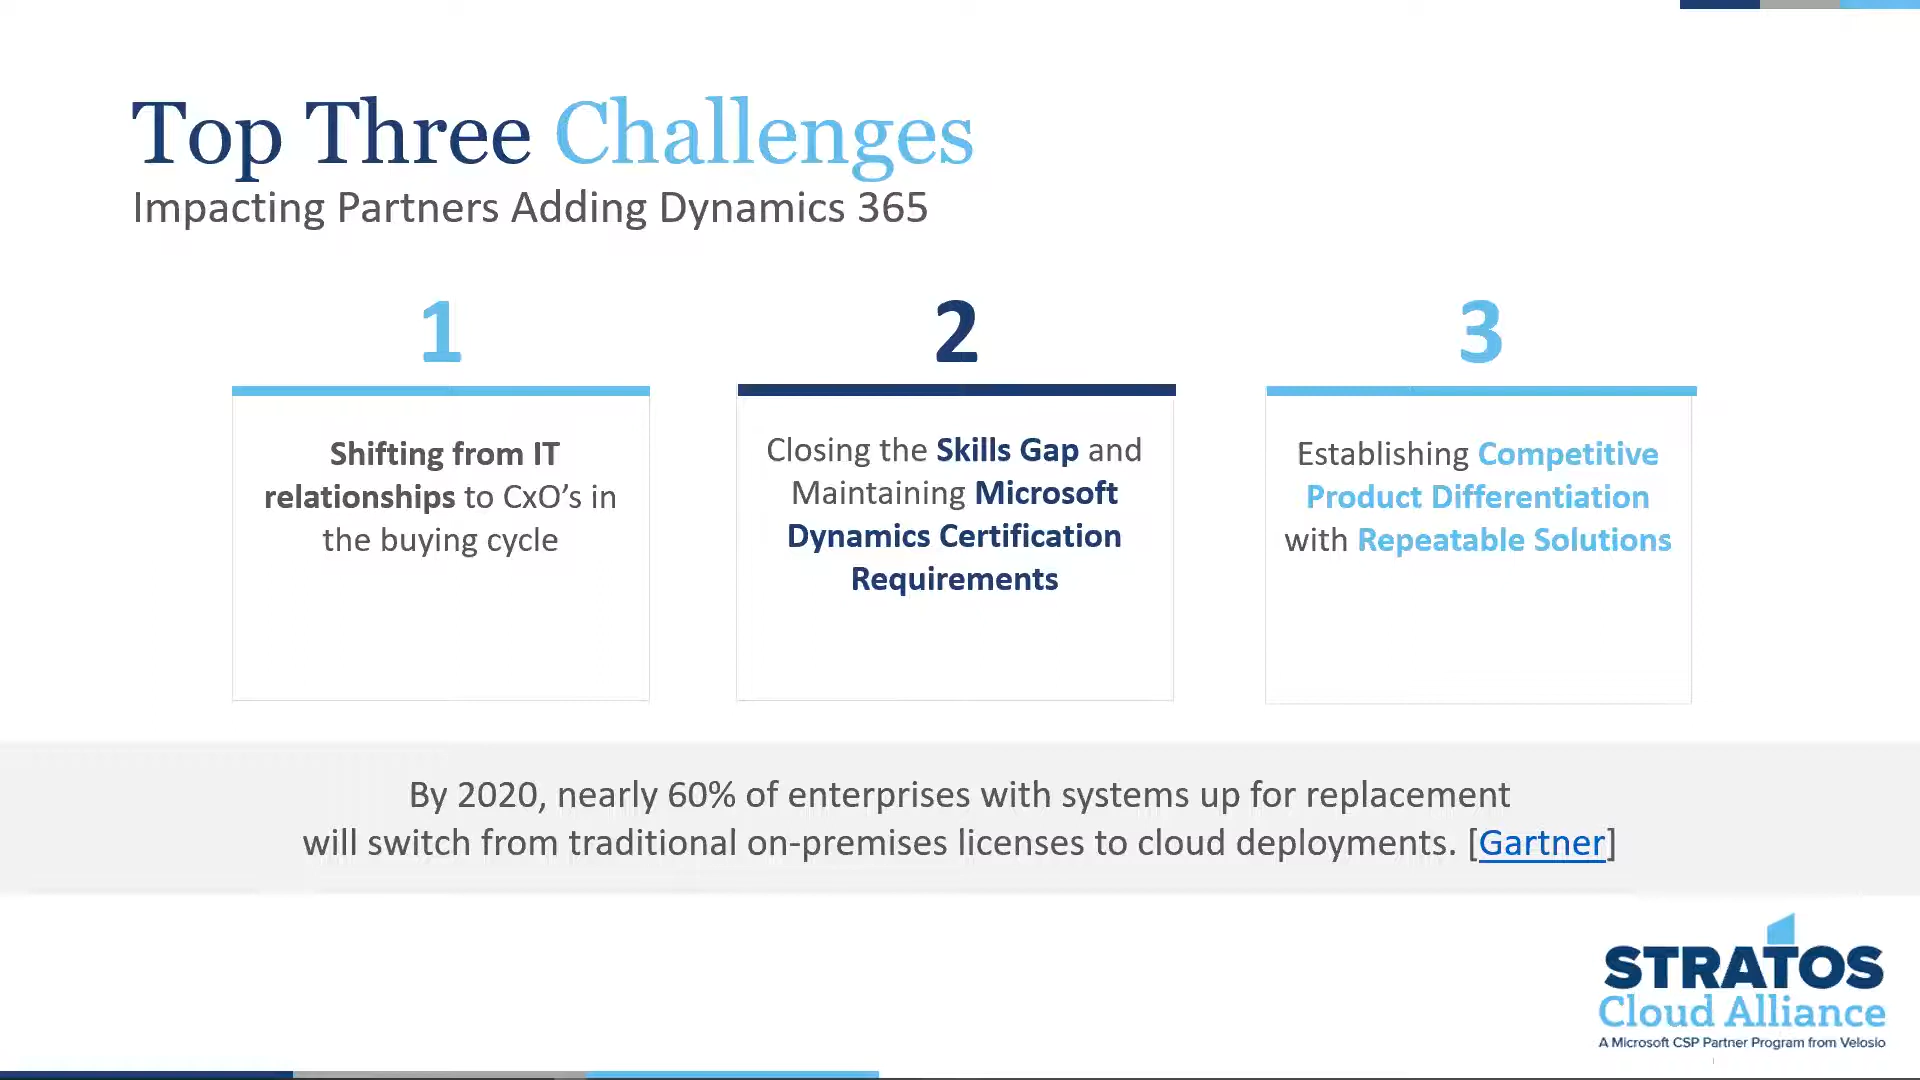 Top Three Challenges
Impacting Partners Adding Dynamics 365
1
Shifting from IT
relationships to CxO’s in
the buying cycle
2
Closing the Skills Gap and
Maintaining Microsoft
Dynamics Certification
Requirements
3
Establishing Competitive
Product Differentiation
with Repeatable Solutions
By 2020, nearly 60% of enterprises with systems up for replacement
will switch from traditional on-premises licenses to cloud deployments. [Gartner]
STRATOS
Cloud Alliance
A Microsoft CSP Partner Program from Velosio